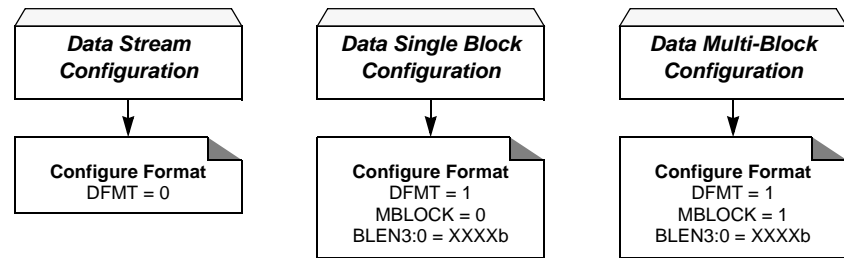 Data Stream
Configuration
Configure Format
DFMT = 0
Data Single Block
Configuration
Configure Format
DFMT = 1
MBLOCK = 0
BLEN3:0 = XXXXb
Data Multi-Block
Configuration
Configure Format
DFMT = 1
MBLOCK = 1
BLEN3:0 = XXXXb